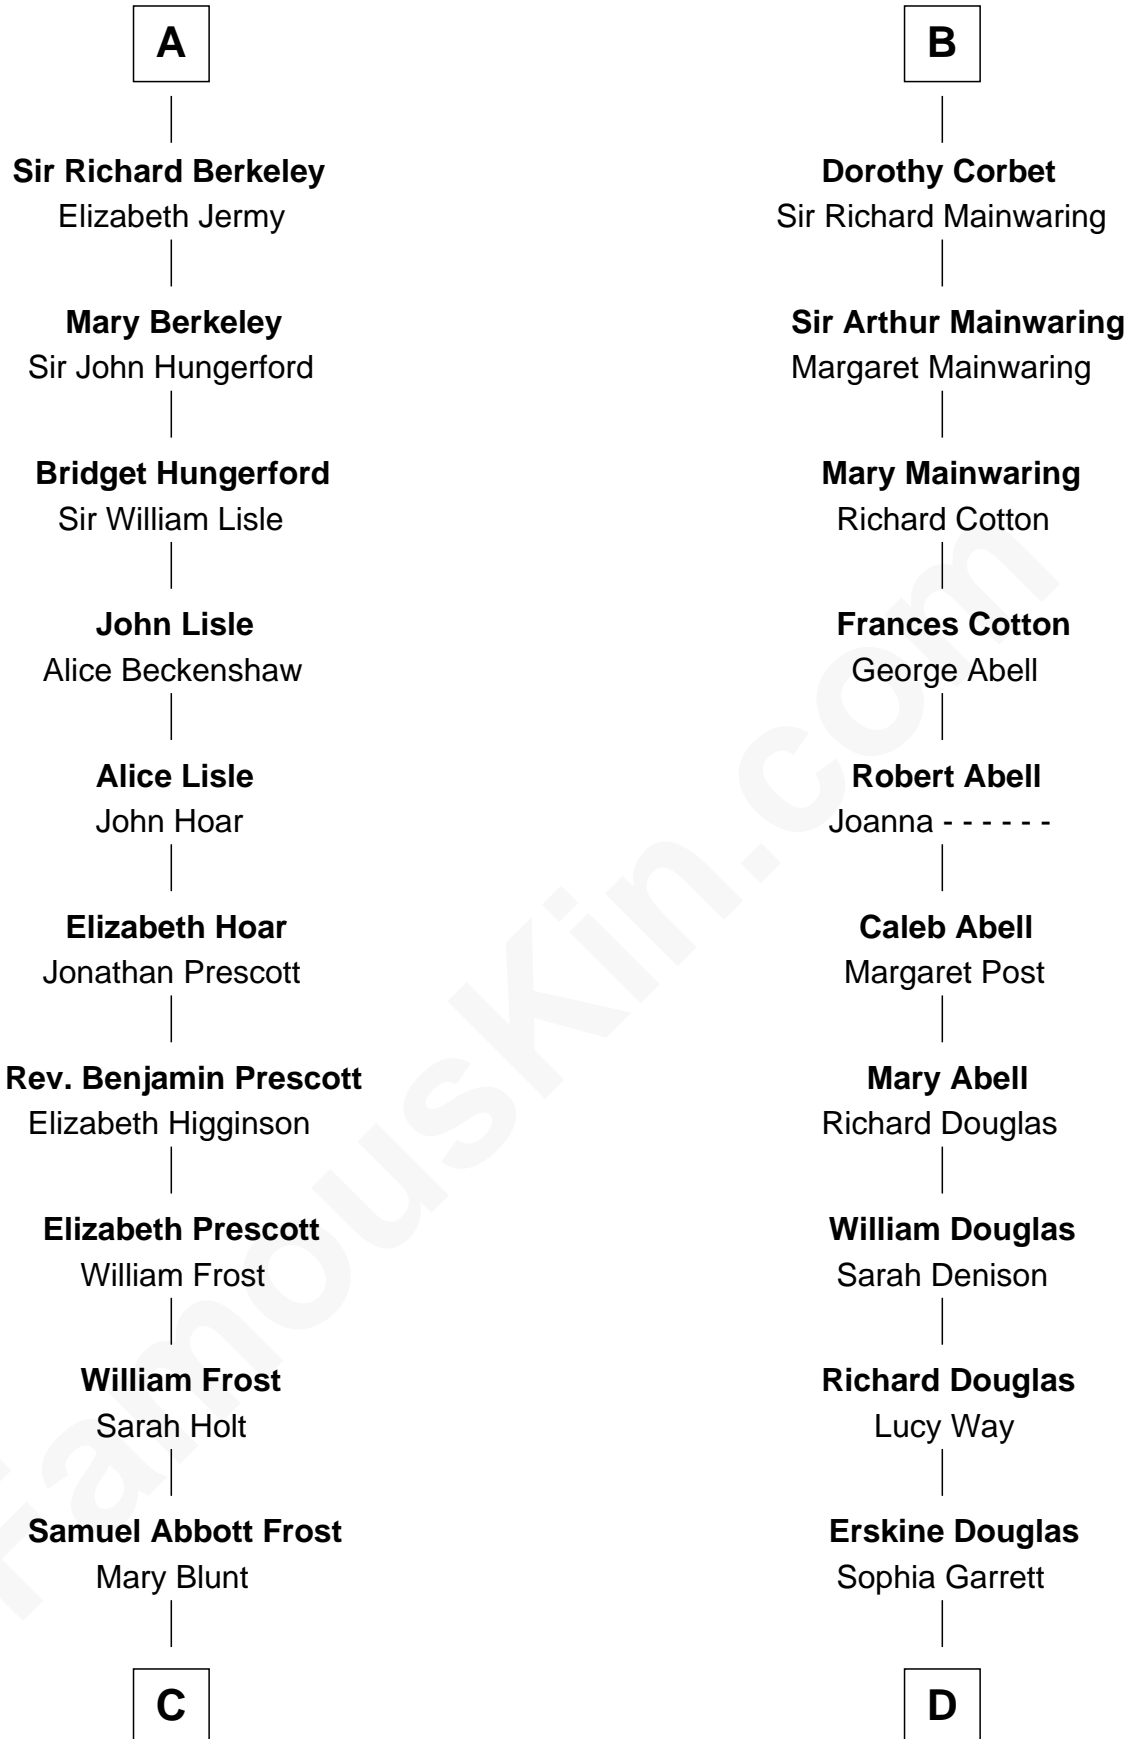 A
Sir Richard Berkeley
Elizabeth Jermy
Mary Berkeley
Sir John Hungerford
Bridget Hungerford
Sir William Lisle
John Lisle
Alice Beckenshaw
Alice Lisle
John Hoar
Elizabeth Hoar
Jonathan Prescott
Rev. Benjamin Prescott
Elizabeth Higginson
Elizabeth Prescott
William Frost
William Frost
Sarah Holt
Samuel Abbott Frost
Mary Blunt
C
B
Dorothy Corbet
Sir Richard Mainwaring
Sir Arthur Mainwaring
Margaret Mainwaring
Mary Mainwaring
Richard Cotton
Frances Cotton
George Abell
Robert Abell
Joanna - - - - - -
Caleb Abell
Margaret Post
Mary Abell
Richard Douglas
William Douglas
Sarah Denison
Richard Douglas
Lucy Way
Erskine Douglas
Sophia Garrett
D
FamousKin.com